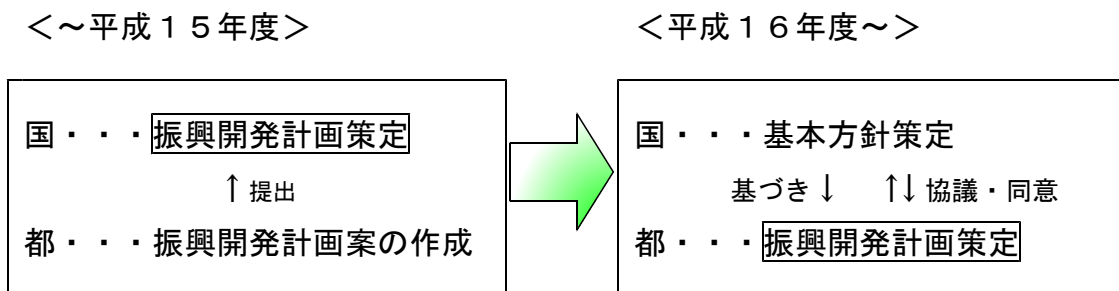 ＜～平成１５年度＞
国・・・振興開発計画策定
↑ 提出
都・・・振興開発計画案の作成
＜平成１６年度～＞
国・・・基本方針策定
基づき↓ ↑↓ 協議・同意
都・・・振興開発計画策定